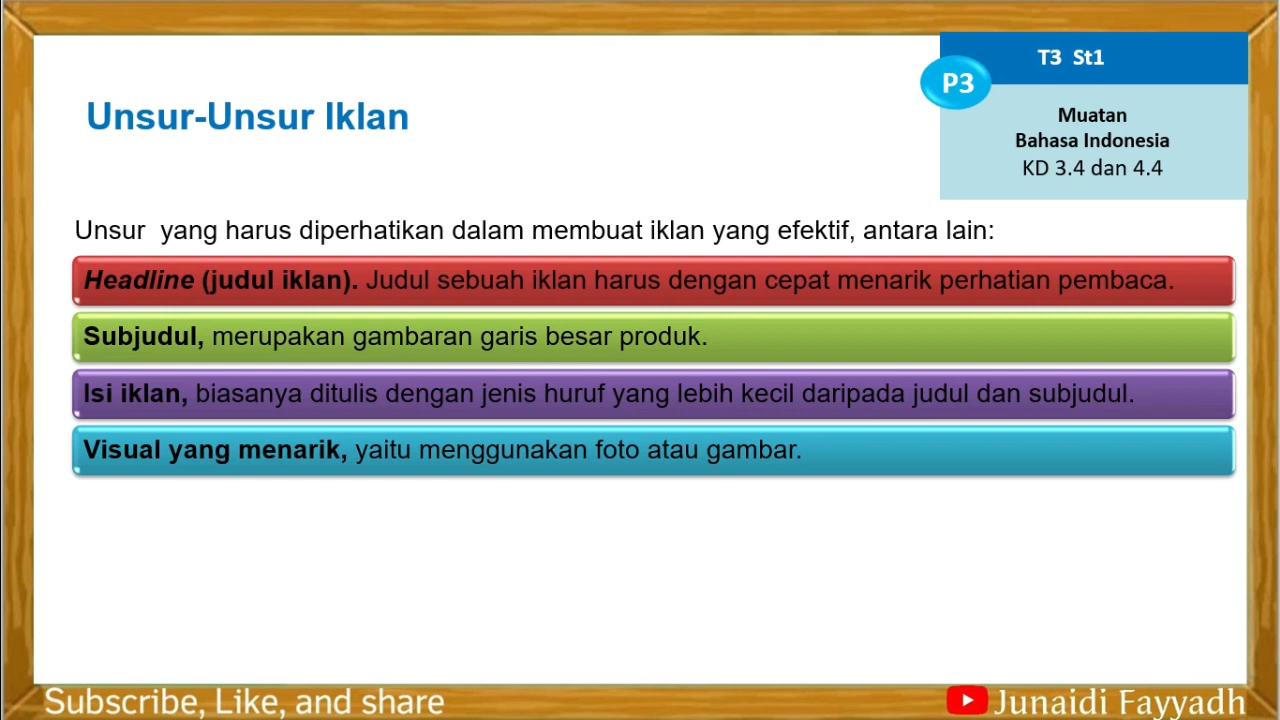 T3 St1
P3
Muatan
Bahasa Indonesia
KD 3.4 dan 4.4
Unsur-Unsur Iklan
Unsur yang harus diperhatikan dalam membuat iklan yang efektif, antara lain:
Headline (judul iklan). Judul sebuah iklan harus dengan cepat menarik perhatian pembaca.
Subjudul, merupakan gambaran garis besar produk.
Isi iklan, biasanya ditulis dengan jenis huruf yang lebih kecil daripada judul dan subjudul.
Visual yang menarik, yaitu menggunakan foto atau gambar.
Subscribe, Like, and share
Junaidi Fayyadh